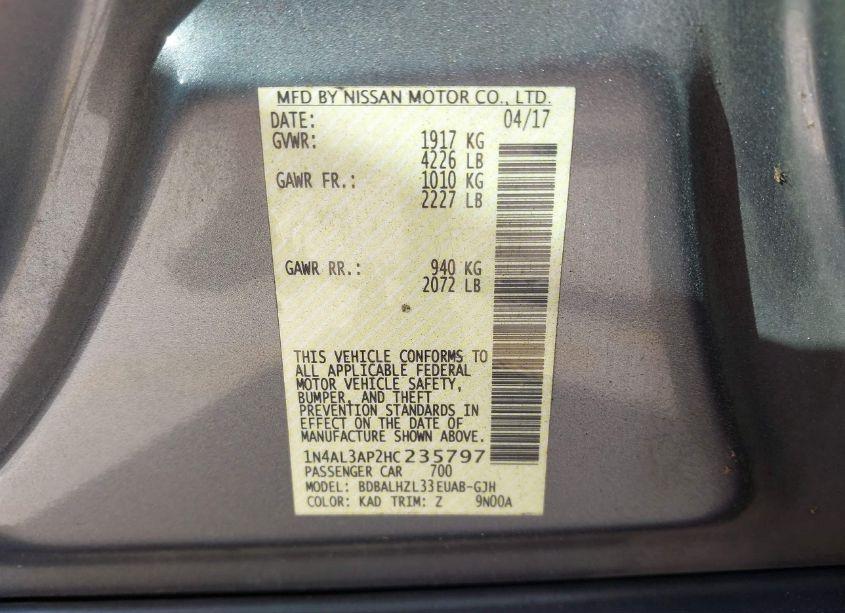 MFD BY NISSAN MOTOR CO., LTD.
DATE: 04/17
GVWR: 1917 KG
4226 LB
GAWR FR.: 1010 KG
2227 LB
GAWR RR.: 940 KG
2072 LB
THIS VEHICLE CONFORMS TO
ALL APPLICABLE FEDERAL
MOTOR VEHICLE SAFETY,
BUMPER, AND THEFT
PREVENTION STANDARDS IN
EFFECT ON THE DATE OF
MANUFACTURE SHOWN ABOVE.
1N4AL3AP2HC235797
PASSENGER CAR 700
MODEL: BDBALHZL33EUAB-GJH
COLOR: KAD TRIM: Z 9N00A